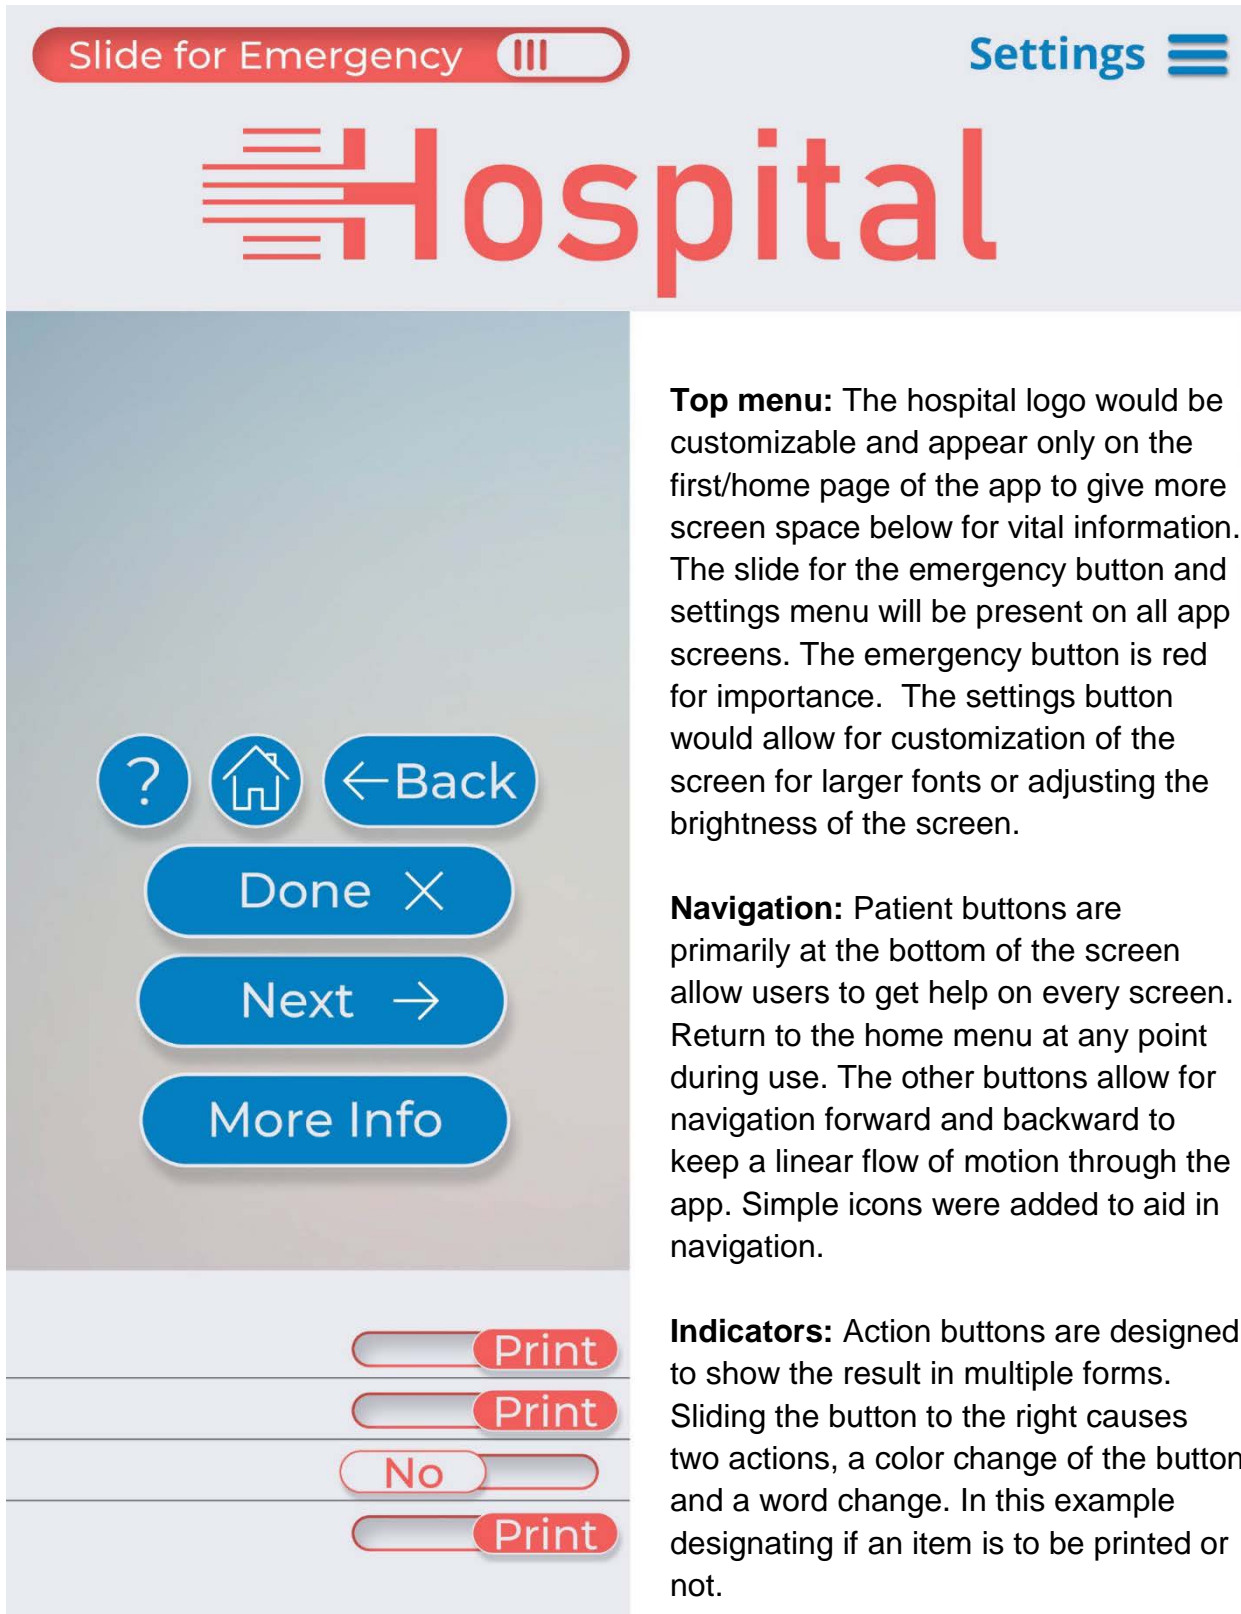 Slide for Emergency
Settings
Hospital
?
←Back
Done ×
Next →
More Info
Print
Print
No
Print
Top menu: The hospital logo would be
customizable and appear only on the
first/home page of the app to give more
screen space below for vital information.
The slide for the emergency button and
settings menu will be present on all app
screens. The emergency button is red
for importance.  The settings button
would allow for customization of the
screen for larger fonts or adjusting the
brightness of the screen.
Navigation: Patient buttons are
primarily at the bottom of the screen
allow users to get help on every screen.
Return to the home menu at any point
during use. The other buttons allow for
navigation forward and backward to
keep a linear flow of motion through the
app. Simple icons were added to aid in
navigation.
Indicators: Action buttons are designed
to show the result in multiple forms.
Sliding the button to the right causes
two actions, a color change of the button
and a word change. In this example
designating if an item is to be printed or
not.